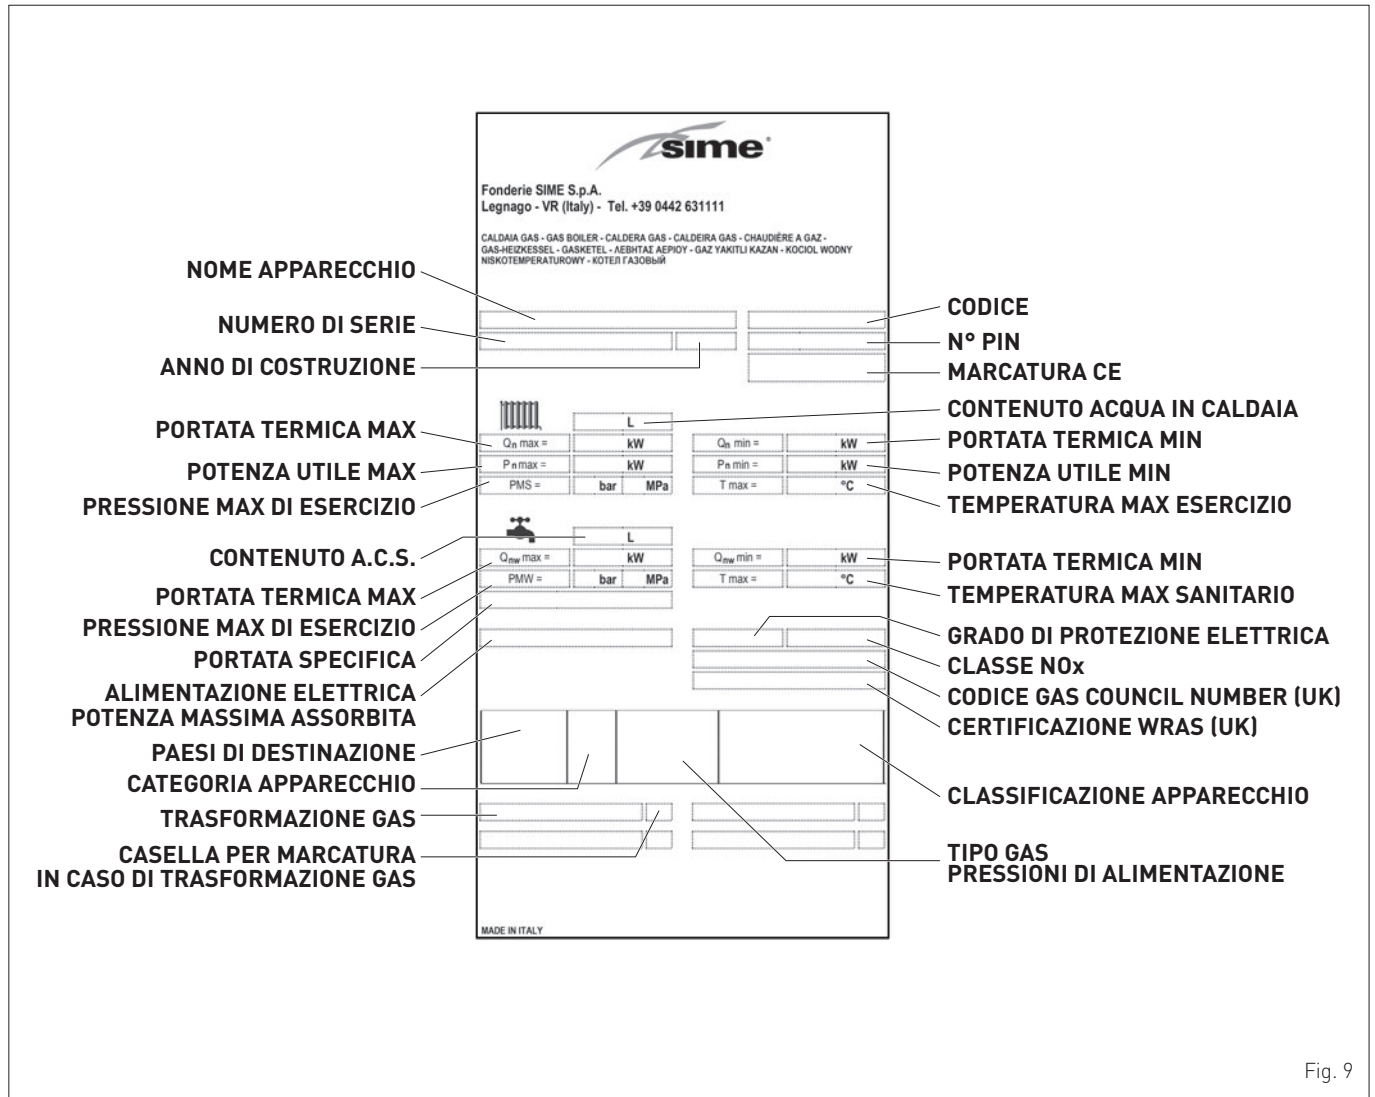 sime®
Fonderie SIME S.p.A.
Legnago - VR (Italy) - Tel. +39 0442 631111
CALDAIA GAS - GAS BOILER - CALDERA GAS - CALDEIRA GAS - CHAUDIÈRE A GAZ -
GAS-HEIZKESSEL - GASKETEL - ΛΕΒΗΤΑΣ ΑΕΡΙΟΥ - GAZ YAKITLI KAZAN - KOCIOL WODNY
NISKOTEMPERATUROWY - КОТЕЛ ГАЗОВЫЙ
NOME APPARECCHIO
NUMERO DI SERIE
ANNO DI COSTRUZIONE
CODICE
N° PIN
MARCATURA CE
L
CONTENUTO ACQUA IN CALDAIA
PORTATA TERMICA MAX
Qn max = kW
Qn min = kW
PORTATA TERMICA MIN
POTENZA UTILE MAX
Pn max = kW
Pn min = kW
POTENZA UTILE MIN
PRESSIONE MAX DI ESERCIZIO
PMS = bar MPa
T max = °C
TEMPERATURA MAX ESERCIZIO
CONTENUTO A.C.S.
L
PORTATA TERMICA MAX
Qnw max = kW
Qnw min = kW
PORTATA TERMICA MIN
PRESSIONE MAX DI ESERCIZIO
PMW = bar MPa
T max = °C
TEMPERATURA MAX SANITARIO
PORTATA SPECIFICA
ALIMENTAZIONE ELETTRICA
POTENZA MASSIMA ASSORBITA
GRADO DI PROTEZIONE ELETTRICA
CLASSE NOx
CODICE GAS COUNCIL NUMBER (UK)
CERTIFICAZIONE WRAS (UK)
PAESI DI DESTINAZIONE
CATEGORIA APPARECCHIO
TRASFORMAZIONE GAS
CASELLA PER MARCATURA
IN CASO DI TRASFORMAZIONE GAS
CLASSIFICAZIONE APPARECCHIO
TIPO GAS
PRESSIONI DI ALIMENTAZIONE
MADE IN ITALY
Fig. 9